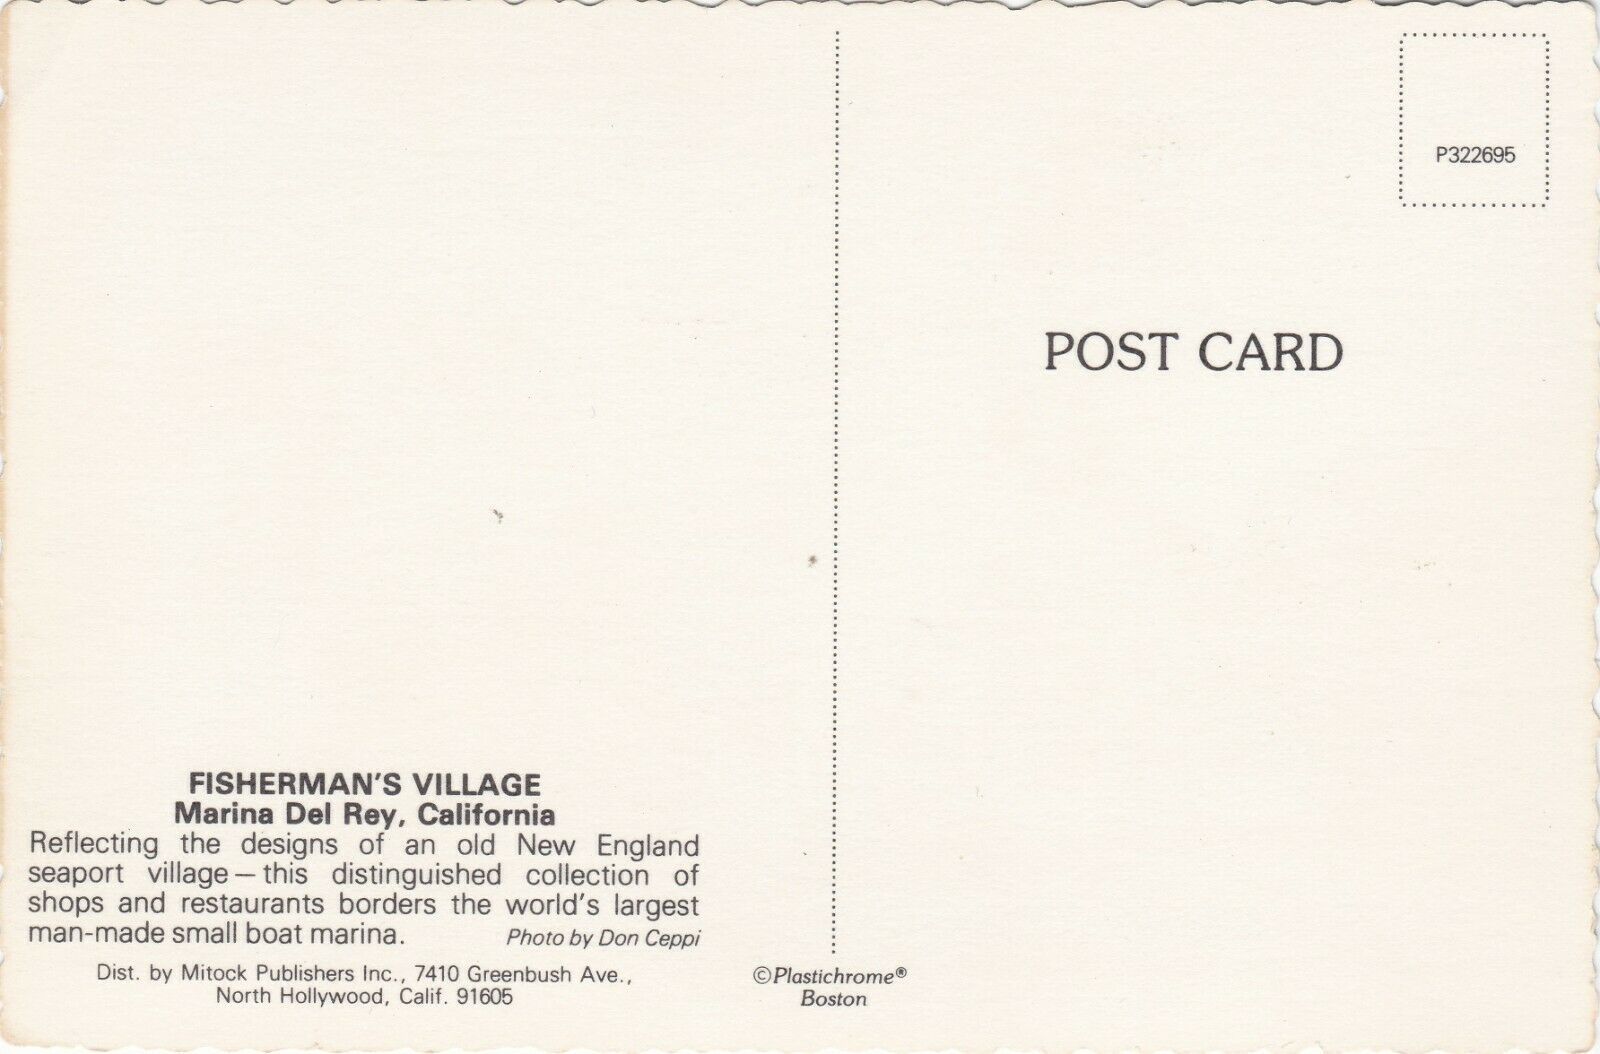 P322695
POST CARD
FISHERMAN'S VILLAGE
Marina Del Rey, California
Reflecting the designs of an old New England
seaport village—this distinguished collection of
shops and restaurants borders the world's largest
man-made small boat marina. Photo by Don Ceppi
Dist. by Mitock Publishers Inc., 7410 Greenbush Ave.,
North Hollywood, Calif. 91605
©Plastichrome®
Boston